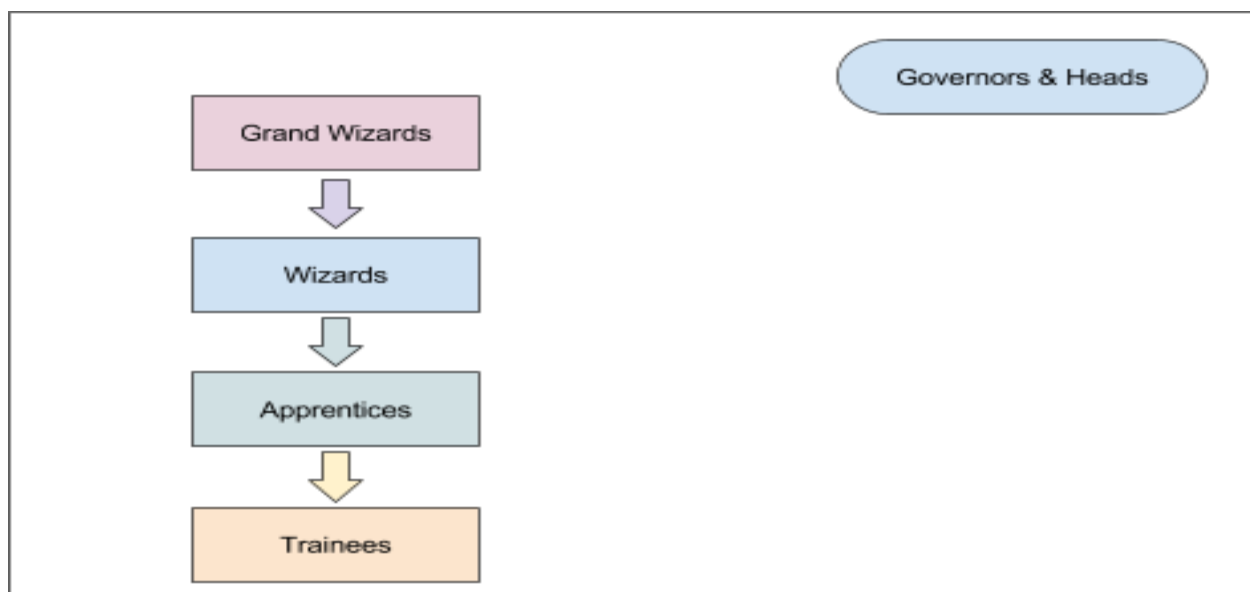 Governors & Heads
Grand Wizards
Wizards
Apprentices
Trainees